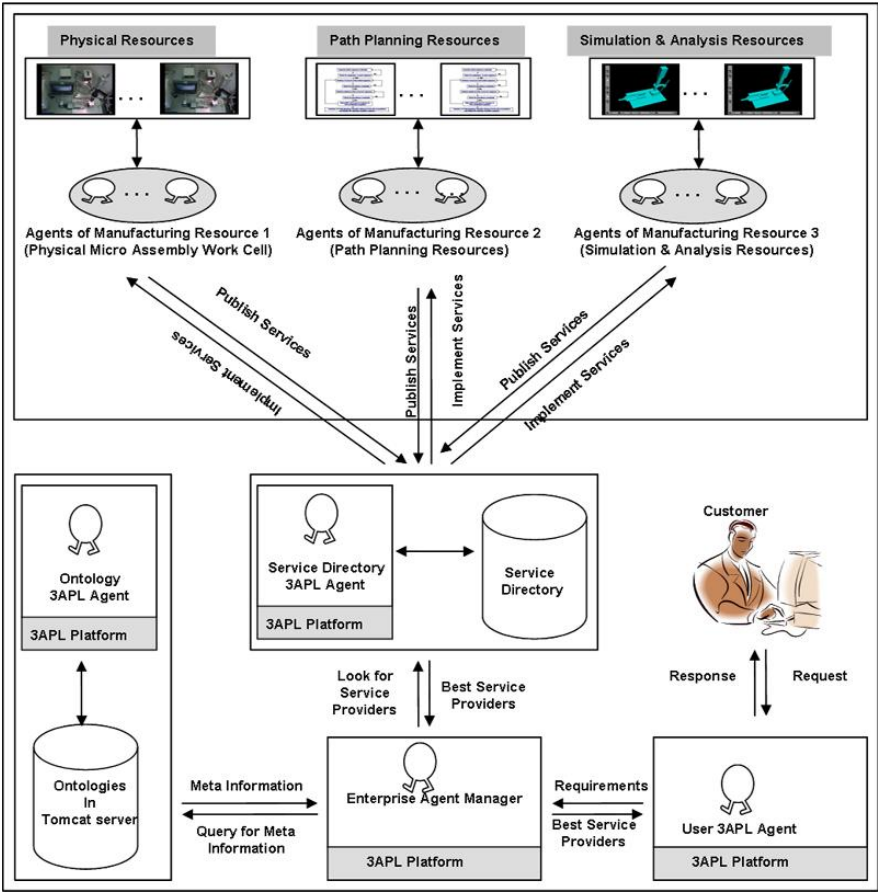 Physical Resources
Path Planning Resources
Simulation & Analysis Resources
. . .
. . .
. . .
. . .
. . .
. . .
Agents of Manufacturing Resource 1
(Physical Micro Assembly Work Cell)
Agents of Manufacturing Resource 2
(Path Planning Resources)
Agents of Manufacturing Resource 3
(Simulation & Analysis Resources)
Publish Services
Implement Services
Publish Services
Implement Services
Publish Services
Implement Services
Ontology
3APL Agent
3APL Platform
Service Directory
3APL Agent
3APL Platform
Service
Directory
Customer
Look for
Service
Providers
Best Service
Providers
Response
Request
Ontologies
In
Tomcat server
Meta Information
Query for Meta
Information
Enterprise Agent Manager
3APL Platform
Requirements
Best Service
Providers
User 3APL Agent
3APL Platform